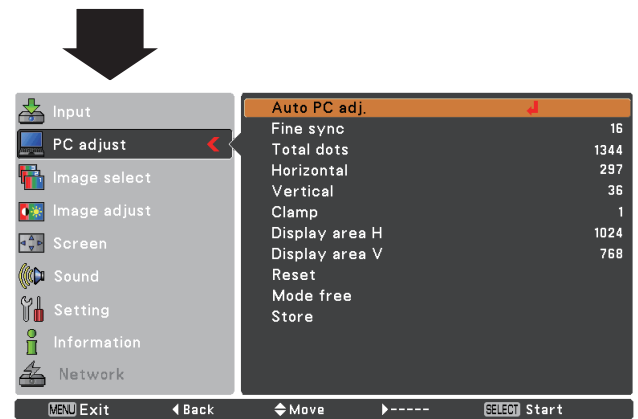 Input
PC adjust
Image select
Image adjust
Screen
Sound
Setting
Information
Network
Auto PC adj.
Fine sync 16
Total dots 1344
Horizontal 297
Vertical 36
Clamp 1
Display area H 1024
Display area V 768
Reset
Mode free
Store
MENU Exit Back Move ----- SELECT Start